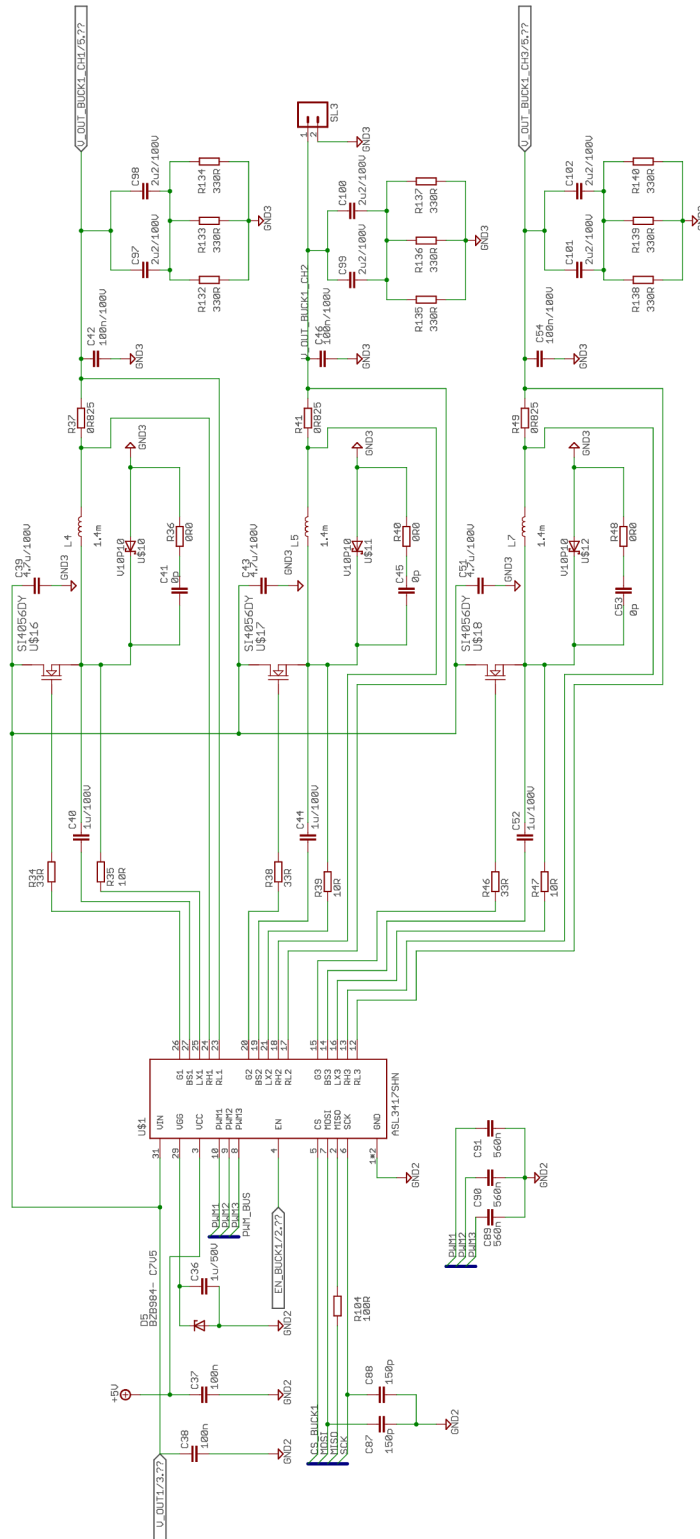 V_OUT_BUCK1_CH1/5.??
C98
2u2/100V
C97
2u2/100V
R134
330R
R133
330R
R132
330R
GND3
C42
100n/100V
GND3
R37
0R825
GND3
L4
1.4m
V10P10
U$10
R36
0R0
C41
0p
C39
4.7u/100V
GND3
SI4056DY
U$16
C40
1u/100V
R34
33R
R35
10R
SL3
1
2
GND3
C100
2u2/100V
C99
2u2/100V
R137
330R
R136
330R
R135
330R
GND3
V_OUT_BUCK1_CH2
C46
100n/100V
GND3
R41
0R825
GND3
L5
1.4m
V10P10
U$11
R40
0R0
C45
0p
C43
4.7u/100V
GND3
SI4056DY
U$17
C44
1u/100V
R38
33R
R39
10R
V_OUT_BUCK1_CH3/5.??
C102
2u2/100V
C101
2u2/100V
R140
330R
R139
330R
R138
330R
GND3
C54
100n/100V
GND3
R49
0R825
GND3
L7
1.4m
V10P10
U$12
R48
0R0
C53
0p
C51
4.7u/100V
GND3
SI4056DY
U$18
C52
1u/100V
R46
33R
R47
10R
U$1
ASL3417SHN
26 G1
27 BS1
25 LX1
24 RH1
23 RL1
20 G2
19 BS2
21 LX2
18 RH2
17 RL2
15 G3
14 BS3
16 LX3
13 RH3
12 RL3
VIN 31
VGG 29
VCC 3
PWM1 10
PWM2 9
PWM3 8
EN 4
CS 5
MOSI 7
MISO 2
SCK 6
GND 1*2
GND2
PWM1
PWM2
PWM3
PWM_BUS
EN_BUCK1/2.??
D5
BZB984- C7V5
C36
1u/50V
GND2
+5V
C37
100n
GND2
C38
100n
GND2
V_OUT1/3.??
R104
100R
CS_BUCK1
MOSI
MISO
SCK
C88
150p
C87
150p
GND2
PWM1
PWM2
PWM3
C91
560n
C90
560n
C89
560n
GND2